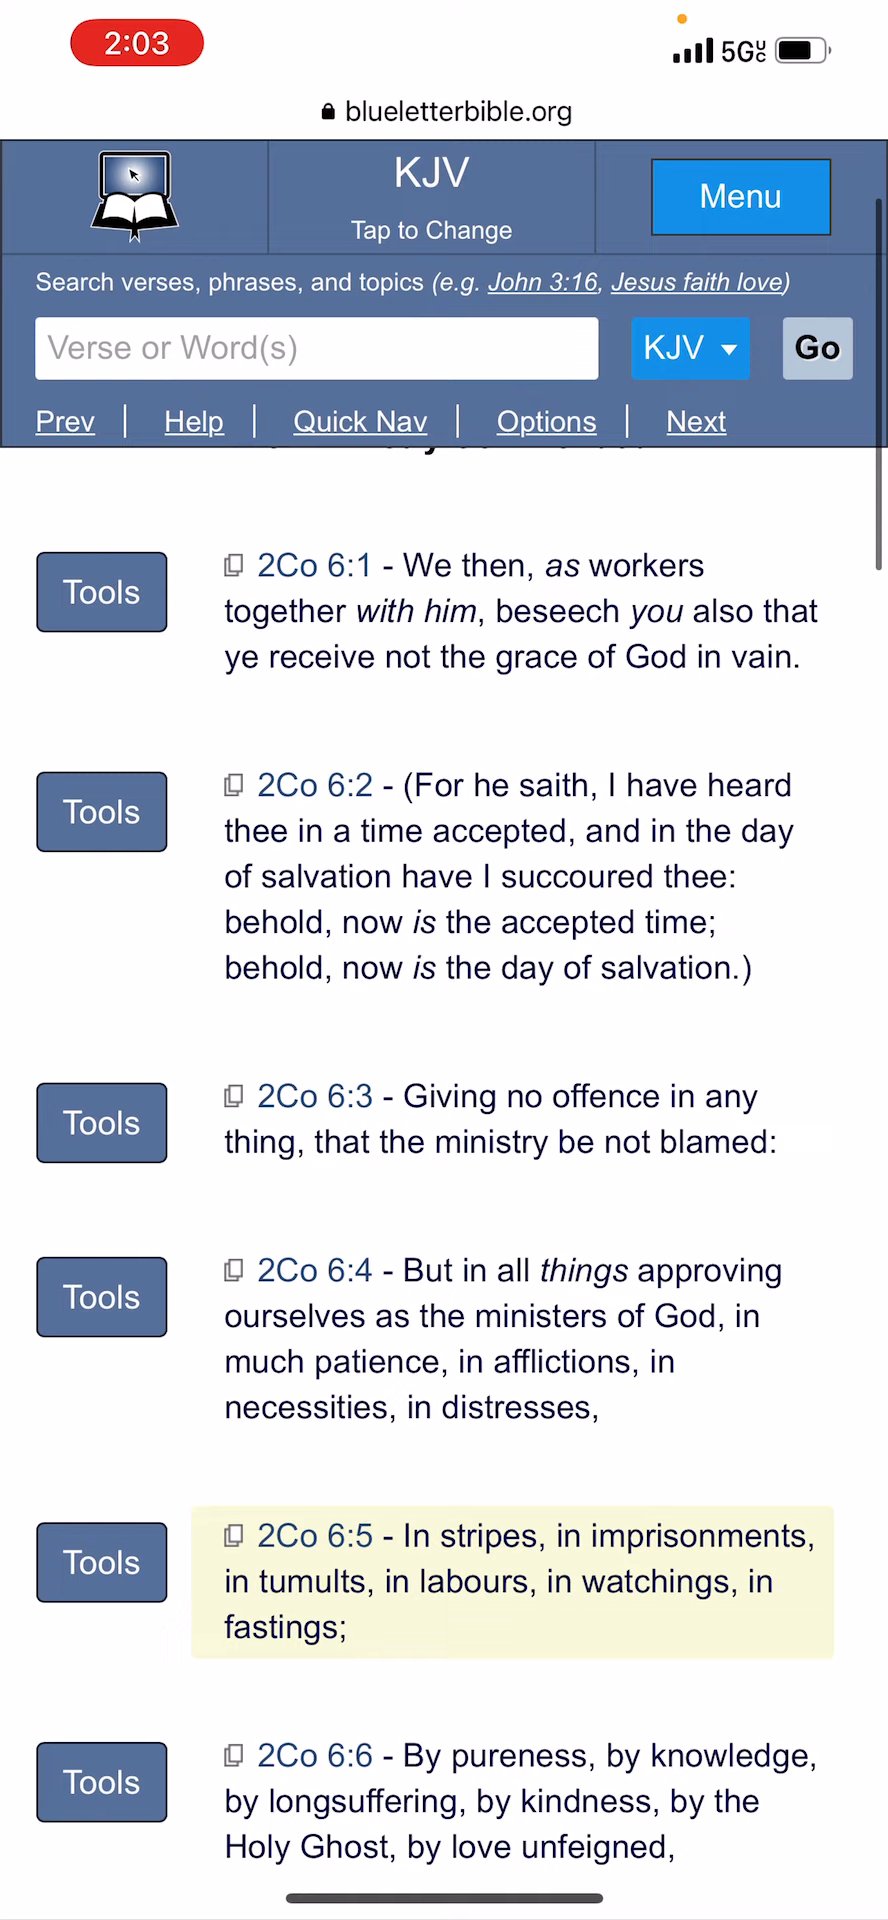 2:03
5G UC
blueletterbible.org
KJV
Tap to Change
Menu
Search verses, phrases, and topics (e.g. John 3:16, Jesus faith love)
Verse or Word(s)
KJV
Go
Prev | Help | Quick Nav | Options | Next
Tools
2Co 6:1 - We then, as workers
together with him, beseech you also that
ye receive not the grace of God in vain.
Tools
2Co 6:2 - (For he saith, I have heard
thee in a time accepted, and in the day
of salvation have I succoured thee:
behold, now is the accepted time;
behold, now is the day of salvation.)
Tools
2Co 6:3 - Giving no offence in any
thing, that the ministry be not blamed:
Tools
2Co 6:4 - But in all things approving
ourselves as the ministers of God, in
much patience, in afflictions, in
necessities, in distresses,
Tools
2Co 6:5 - In stripes, in imprisonments,
in tumults, in labours, in watchings, in
fastings;
Tools
2Co 6:6 - By pureness, by knowledge,
by longsuffering, by kindness, by the
Holy Ghost, by love unfeigned,